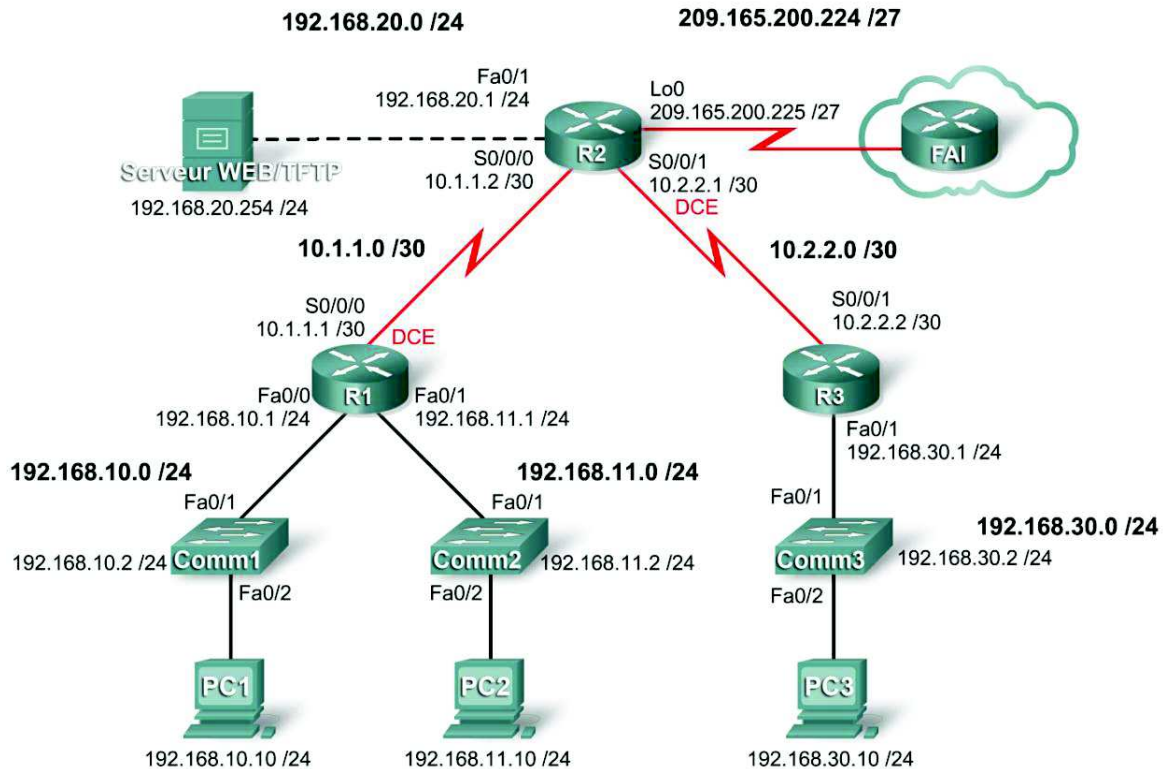 192.168.20.0 /24
209.165.200.224 /27
Fa0/1
192.168.20.1 /24
Lo0
209.165.200.225 /27
R2
FAI
Serveur WEB/TFTP
192.168.20.254 /24
S0/0/0
10.1.1.2 /30
S0/0/1
10.2.2.1 /30
DCE
10.1.1.0 /30
10.2.2.0 /30
S0/0/0
10.1.1.1 /30
DCE
S0/0/1
10.2.2.2 /30
R1
R3
Fa0/0
192.168.10.1 /24
Fa0/1
192.168.11.1 /24
Fa0/1
192.168.30.1 /24
192.168.10.0 /24
192.168.11.0 /24
192.168.30.0 /24
Fa0/1
Fa0/1
Fa0/1
192.168.10.2 /24
Comm1
Comm2
192.168.11.2 /24
Comm3
192.168.30.2 /24
Fa0/2
Fa0/2
Fa0/2
PC1
PC2
PC3
192.168.10.10 /24
192.168.11.10 /24
192.168.30.10 /24